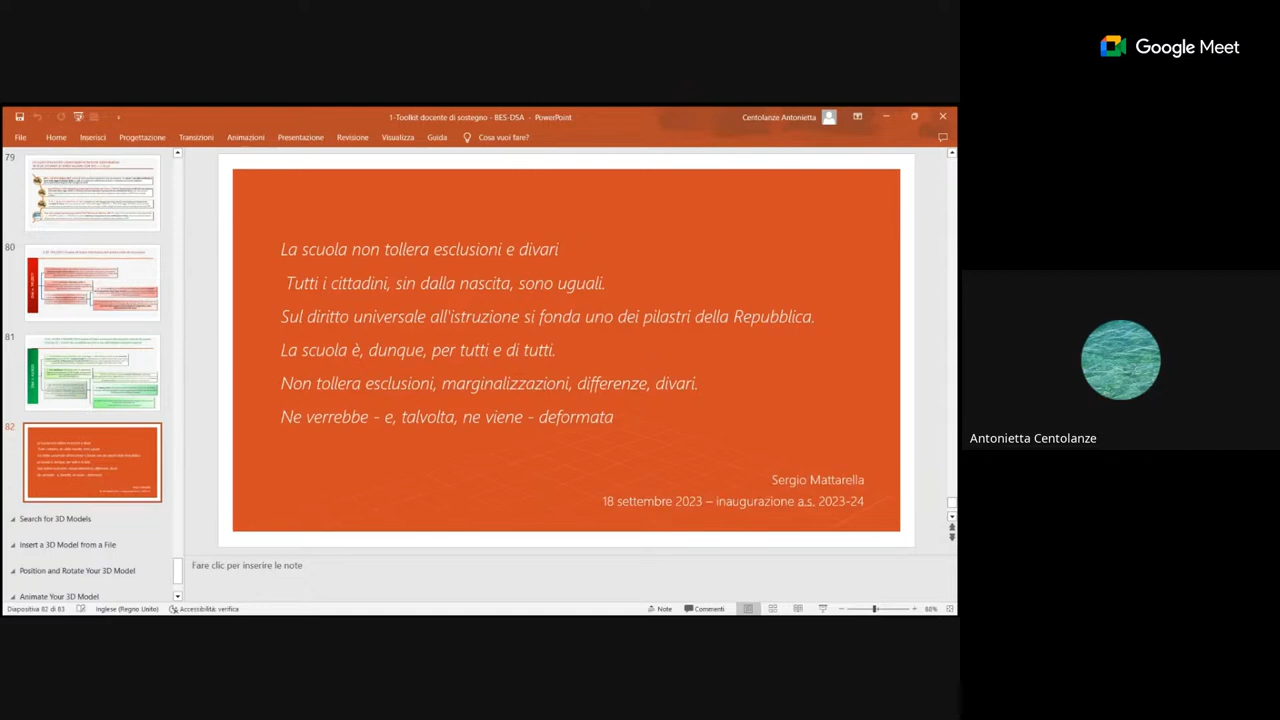 Google Meet
1-Toolkit docente di sostegno - BES-DSA - PowerPoint
Centolanze Antonietta
File Home Inserisci Progettazione Transizioni Animazioni Presentazione Revisione Visualizza Guida Cosa vuoi fare?
79
80
81
82
La scuola non tollera esclusioni e divari
Tutti i cittadini, sin dalla nascita, sono uguali.
Sul diritto universale all'istruzione si fonda uno dei pilastri della Repubblica.
La scuola è, dunque, per tutti e di tutti.
Non tollera esclusioni, marginalizzazioni, differenze, divari.
Ne verrebbe - e, talvolta, ne viene - deformata
Sergio Mattarella
18 settembre 2023 – inaugurazione a.s. 2023-24
Search for 3D Models
Insert a 3D Model from a File
Position and Rotate Your 3D Model
Animate Your 3D Model
Fare clic per inserire le note
Diapositiva 82 di 83 Inglese (Regno Unito) Accessibilità: verifica Note Commenti 88%
Antonietta Centolanze